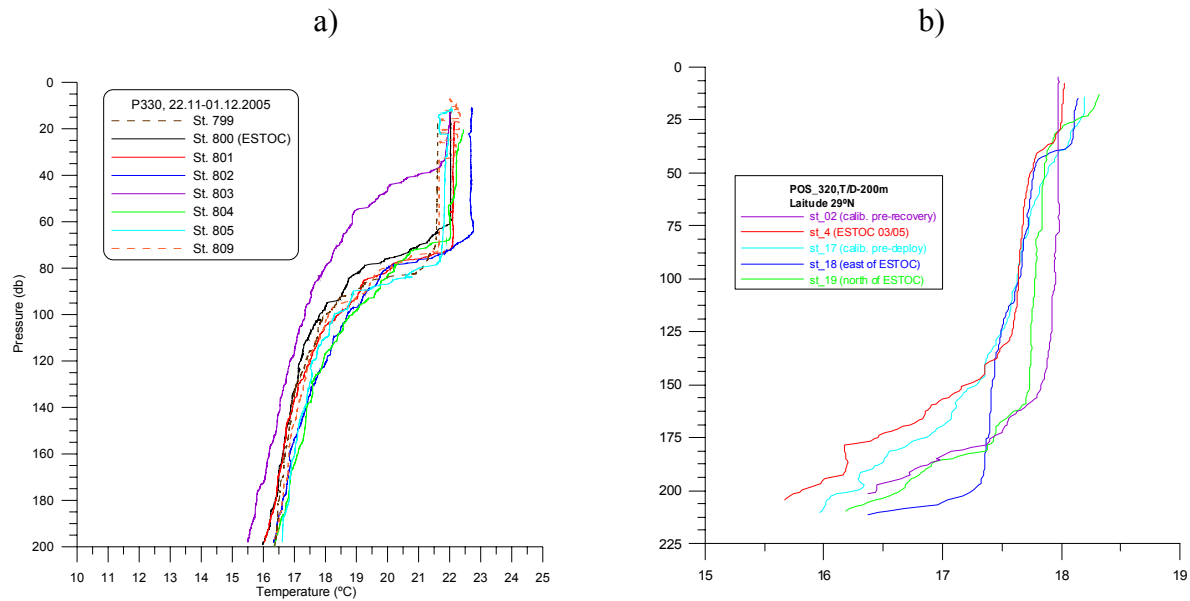 a)
b)
P330, 22.11-01.12.2005
St. 799
St. 800 (ESTOC)
St. 801
St. 802
St. 803
St. 804
St. 805
St. 809
Pressure (db)
0
20
40
60
80
100
120
140
160
180
200
10 11 12 13 14 15 16 17 18 19 20 21 22 23 24 25
Temperature (ºC)
POS_320,T/D-200m
Laitude 29ºN
st_02 (calib. pre-recovery)
st_4 (ESTOC 03/05)
st_17 (calib. pre-deploy)
st_18 (east of ESTOC)
st_19 (north of ESTOC)
0
25
50
75
100
125
150
175
200
225
15 16 17 18 19